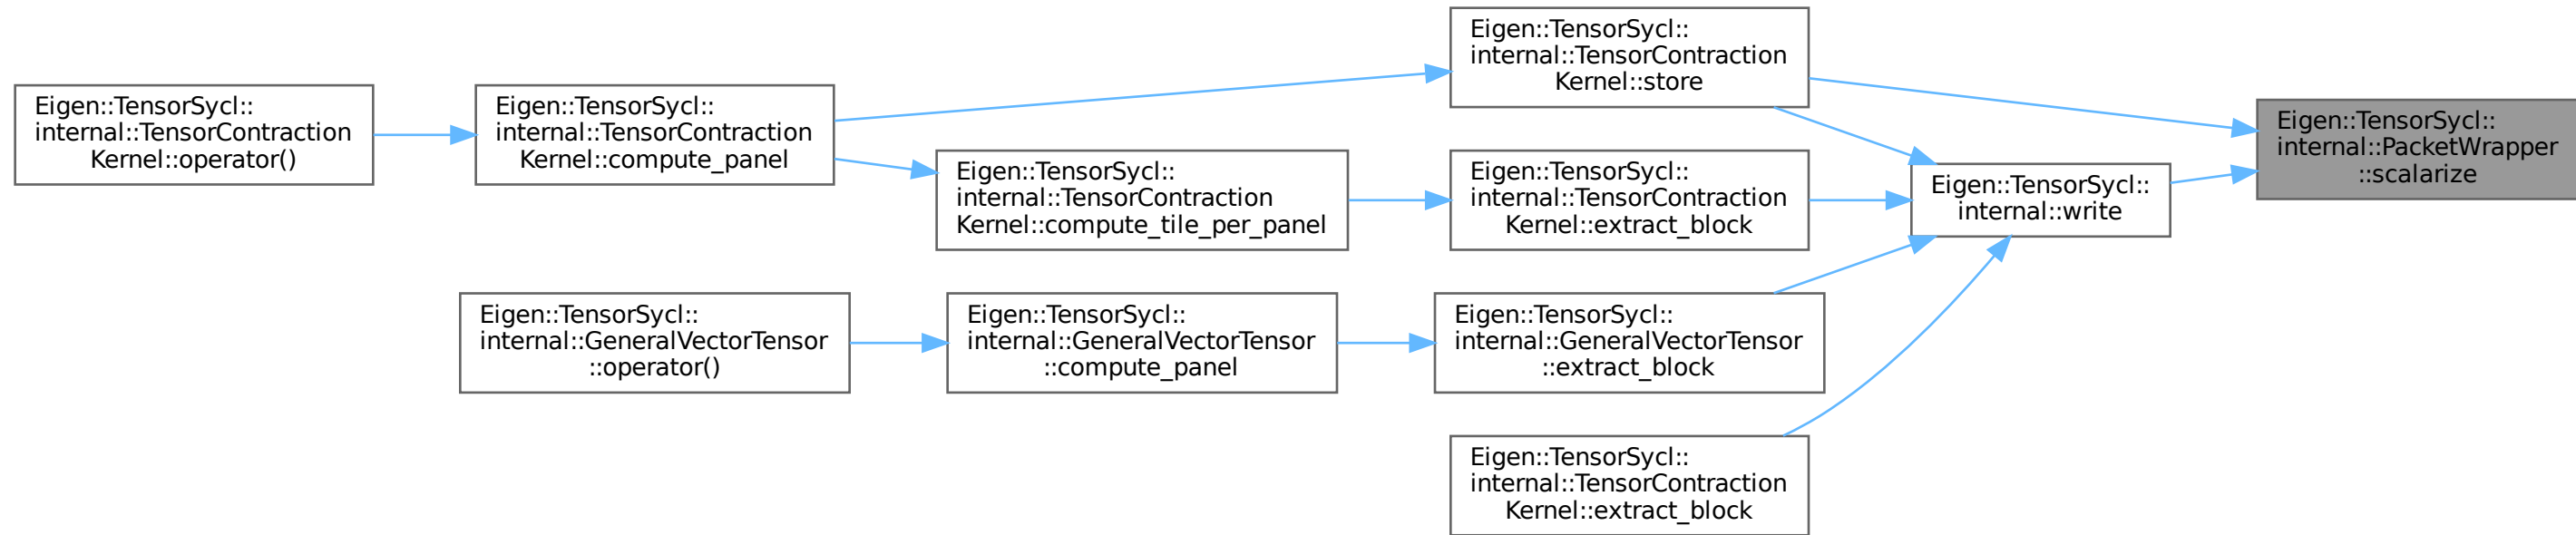 Eigen::TensorSycl::
internal::TensorContraction
Kernel::operator()
Eigen::TensorSycl::
internal::TensorContraction
Kernel::compute_panel
Eigen::TensorSycl::
internal::TensorContraction
Kernel::store
Eigen::TensorSycl::
internal::PacketWrapper
::scalarize
Eigen::TensorSycl::
internal::TensorContraction
Kernel::compute_tile_per_panel
Eigen::TensorSycl::
internal::TensorContraction
Kernel::extract_block
Eigen::TensorSycl::
internal::write
Eigen::TensorSycl::
internal::GeneralVectorTensor
::operator()
Eigen::TensorSycl::
internal::GeneralVectorTensor
::compute_panel
Eigen::TensorSycl::
internal::GeneralVectorTensor
::extract_block
Eigen::TensorSycl::
internal::TensorContraction
Kernel::extract_block